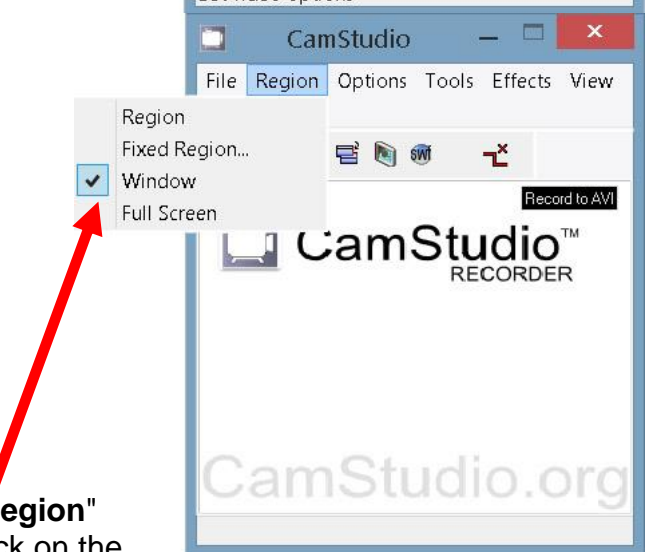 CamStudio
File Region Options Tools Effects View
Region
Fixed Region...
Window
Full Screen
swf
Record to AVI
CamStudio™
RECORDER
CamStudio.org
egion"
ck on the